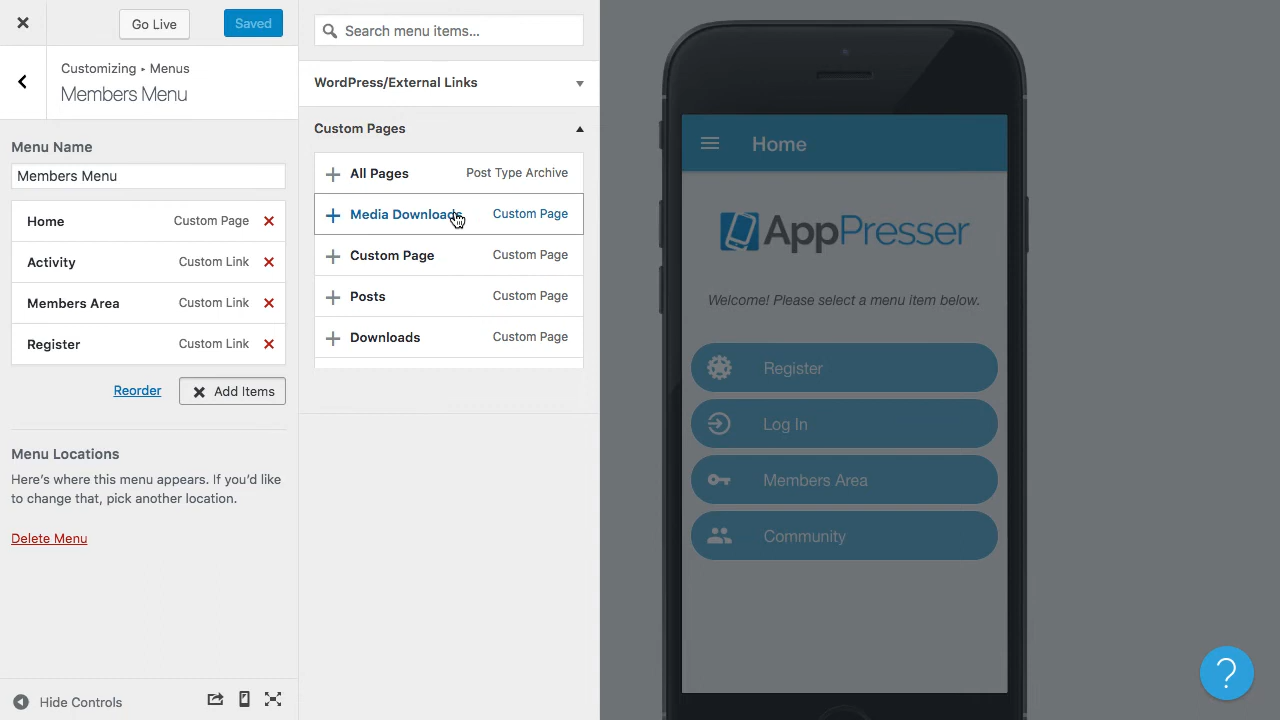 Go Live
Saved
Customizing ▸ Menus
Members Menu
Menu Name
Members Menu
Home Custom Page
Activity Custom Link
Members Area Custom Link
Register Custom Link
Reorder
Add Items
Menu Locations
Here's where this menu appears. If you'd like
to change that, pick another location.
Delete Menu
Hide Controls
Search menu items...
WordPress/External Links
Custom Pages
All Pages Post Type Archive
Media Downloads Custom Page
Custom Page Custom Page
Posts Custom Page
Downloads Custom Page
Home
AppPresser
Welcome! Please select a menu item below.
Register
Log In
Members Area
Community
?